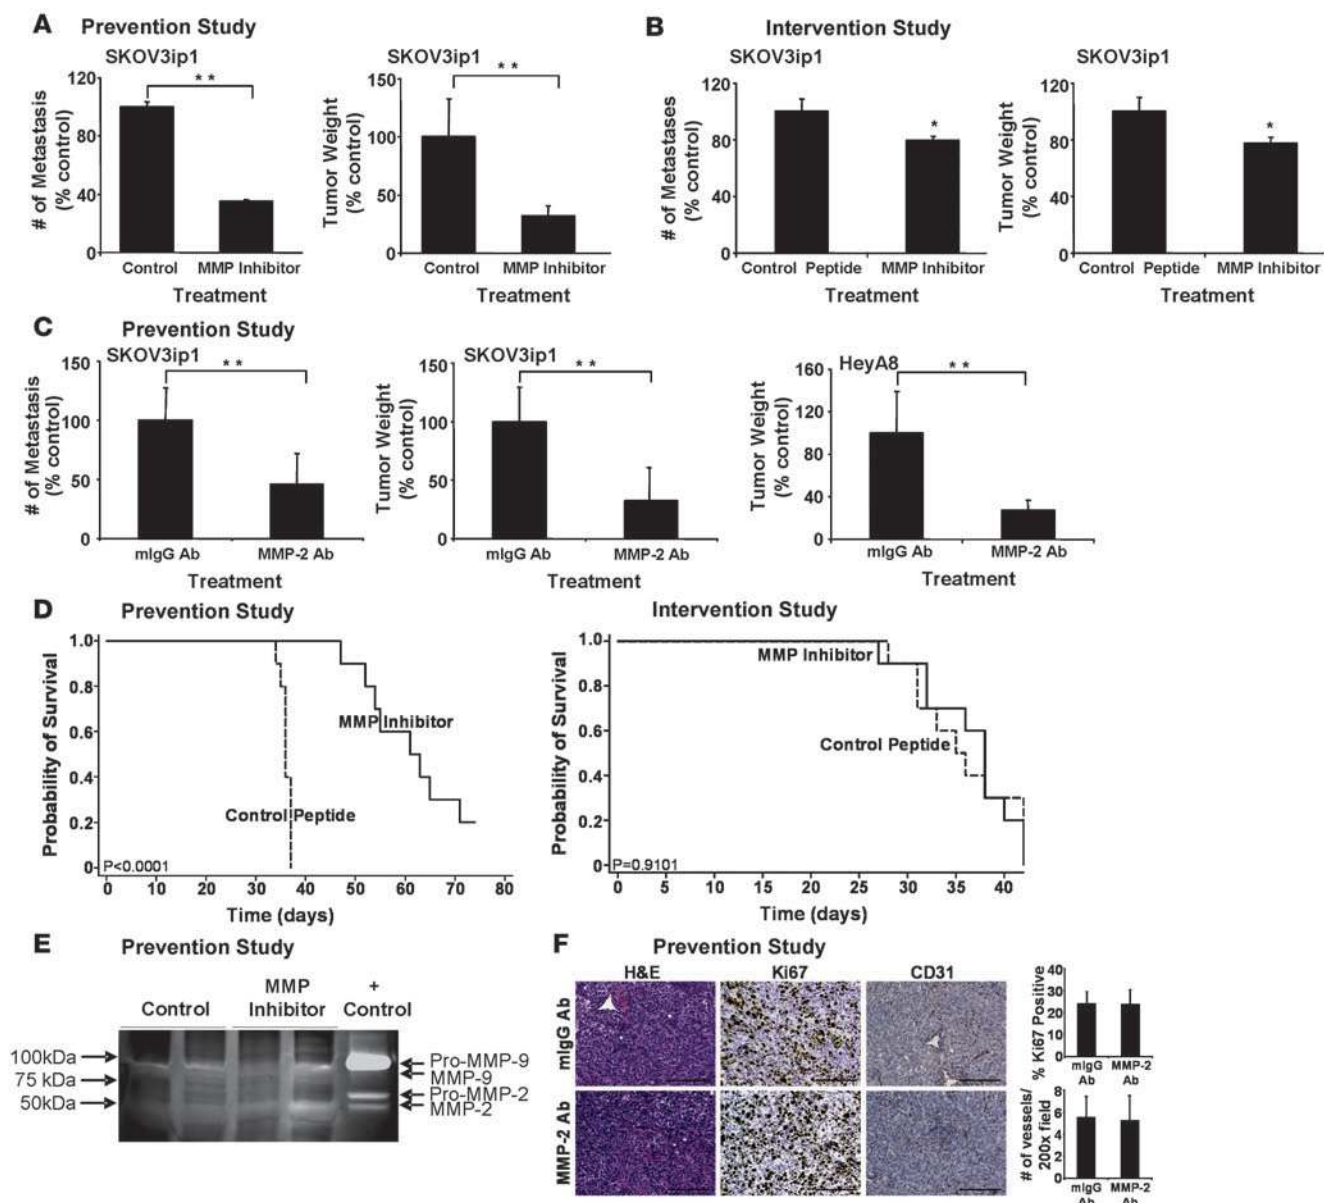 A Prevention Study
SKOV3ip1
* *
# of Metastasis
(% control)
120
80
40
0
Control MMP Inhibitor
Treatment
SKOV3ip1
* *
Tumor Weight
(% control)
150
100
50
0
Control MMP Inhibitor
Treatment
B Intervention Study
SKOV3ip1
*
# of Metastases
(% control)
120
80
40
0
Control Peptide MMP Inhibitor
Treatment
SKOV3ip1
*
Tumor Weight
(% control)
120
80
40
0
Control Peptide MMP Inhibitor
Treatment
C Prevention Study
SKOV3ip1
* *
# of Metastasis
(% control)
150
100
50
0
mIgG Ab MMP-2 Ab
Treatment
SKOV3ip1
* *
Tumor Weight
(% control)
150
100
50
0
mIgG Ab MMP-2 Ab
Treatment
HeyA8
* *
Tumor Weight
(% control)
160
120
80
40
0
mIgG Ab MMP-2 Ab
Treatment
D Prevention Study
Probability of Survival
1.0
0.8
0.6
0.4
0.2
0
MMP Inhibitor
Control Peptide
P<0.0001
0 10 20 30 40 50 60 70 80
Time (days)
Intervention Study
Probability of Survival
1.0
0.8
0.6
0.4
0.2
0
MMP Inhibitor
Control Peptide
P=0.9101
0 5 10 15 20 25 30 35 40
Time (days)
E Prevention Study
Control
MMP
Inhibitor
+
Control
100kDa
75 kDa
50kDa
Pro-MMP-9
MMP-9
Pro-MMP-2
MMP-2
F Prevention Study
H&E Ki67 CD31
mIgG Ab
MMP-2 Ab
% Ki67 Positive
40
30
20
10
0
mIgG
Ab
MMP-2
Ab
# of vessels/
200x field
8
6
4
2
0
mIgG
Ab
MMP-2
Ab